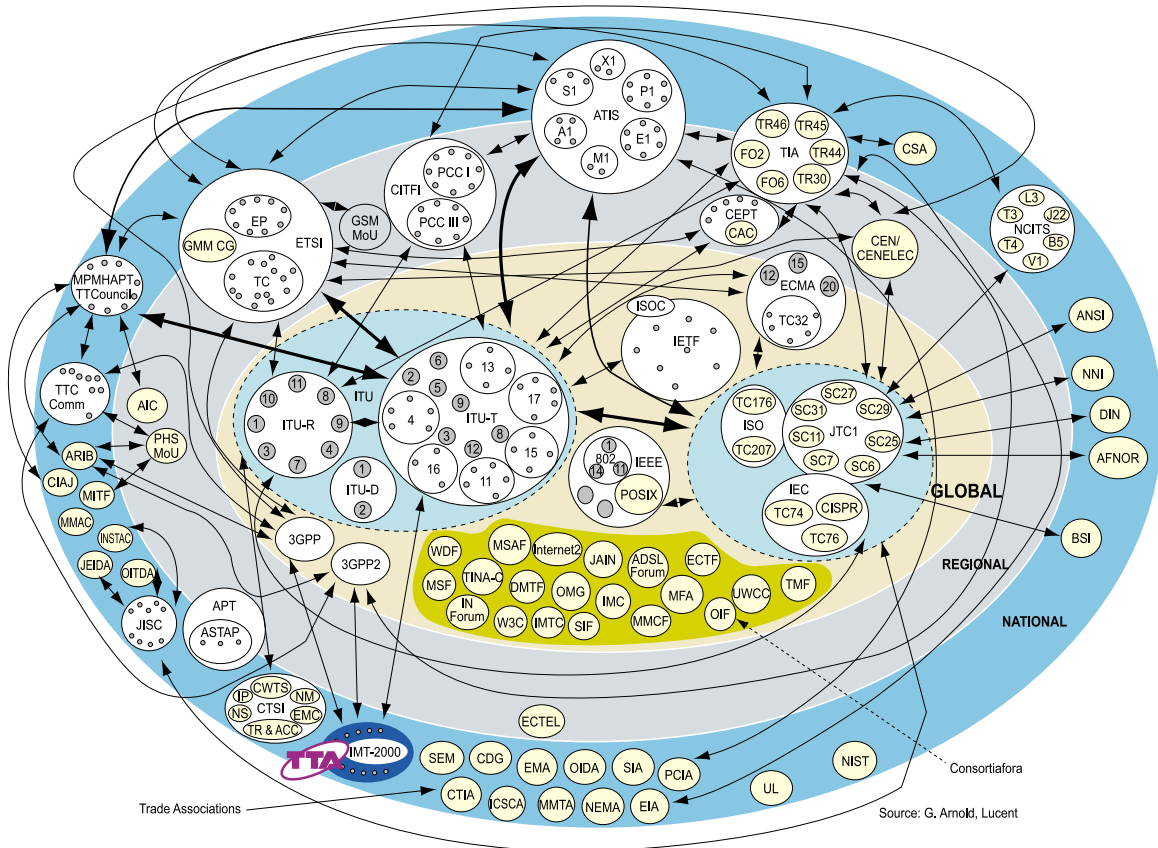 X1
S1
P1
ATIS
A1
E1
M1
TR46
TR45
TIA
FO2
TR44
FO6
TR30
CSA
PCC I
CITFI
PCC III
CEPT
CAC
L3
T3
J22
NCITS
T4
B5
V1
EP
GMM CG
ETSI
TC
GSM
MoU
CEN/
CENELEC
MPMHAPT
TTCouncil
15
12
ECMA
20
TC32
ISOC
IETF
ANSI
NNI
DIN
AFNOR
BSI
TTC
Comm
AIC
PHS
MoU
ARIB
CIAJ
MITF
MMAC
INSTAC
JEIDA
OITDA
JISC
11
10
8
ITU
1
ITU-R
9
3
4
7
6
2
13
5
9
17
4
ITU-T
3
8
12
16
15
11
1
ITU-D
2
TC176
ISO
TC207
SC27
SC31
SC29
JTC1
SC11
SC25
SC7
SC6
1
802
IEEE
14
11
POSIX
IEC
TC74
CISPR
TC76
GLOBAL
REGIONAL
NATIONAL
3GPP
3GPP2
WDF
MSAF
Internet2
JAIN
ADSL
Forum
ECTF
MSF
TINA-C
DMTF
OMG
IMC
MFA
UWCC
TMF
IN
Forum
W3C
IMTC
SIF
MMCF
OIF
APT
ASTAP
CWTS
IP
NM
CTSI
NS
EMC
TR & ACC
TTA
IMT-2000
ECTEL
SEM
CDG
EMA
OIDA
SIA
PCIA
CTIA
ICSCA
MMTA
NEMA
EIA
UL
NIST
Consortiafora
Trade Associations
Source: G. Arnold, Lucent